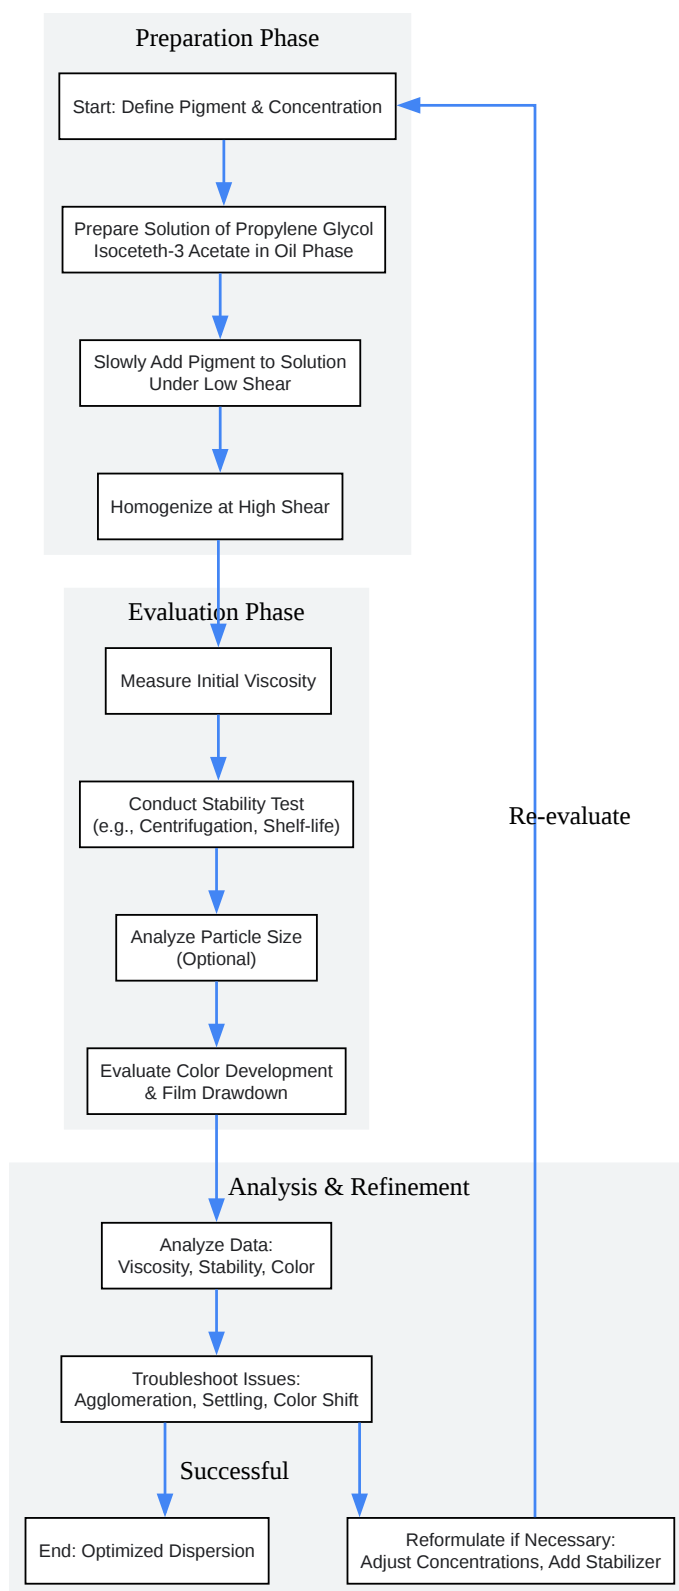 Preparation Phase
Start: Define Pigment & Concentration
Prepare Solution of Propylene Glycol
Isoceteth-3 Acetate in Oil Phase
Slowly Add Pigment to Solution
Under Low Shear
Homogenize at High Shear
Evaluation Phase
Measure Initial Viscosity
Conduct Stability Test
(e.g., Centrifugation, Shelf-life)
Re-evaluate
Analyze Particle Size
(Optional)
Evaluate Color Development
& Film Drawdown
Analysis & Refinement
Analyze Data:
Viscosity, Stability, Color
Troubleshoot Issues:
Agglomeration, Settling, Color Shift
Successful
End: Optimized Dispersion
Reformulate if Necessary:
Adjust Concentrations, Add Stabilizer